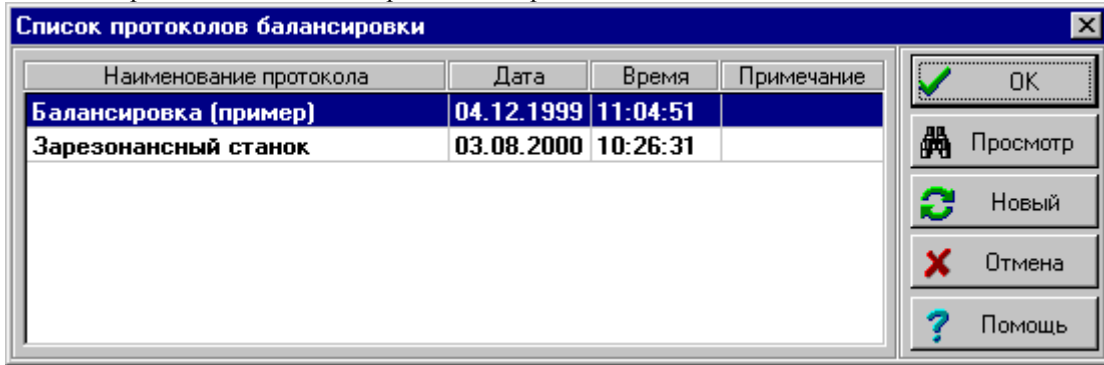 Список протоколов балансировки
Наименование протокола Дата Время Примечание
Балансировка (пример) 04.12.1999 11:04:51
Зарезонансный станок 03.08.2000 10:26:31
OK
Просмотр
Новый
Отмена
Помощь